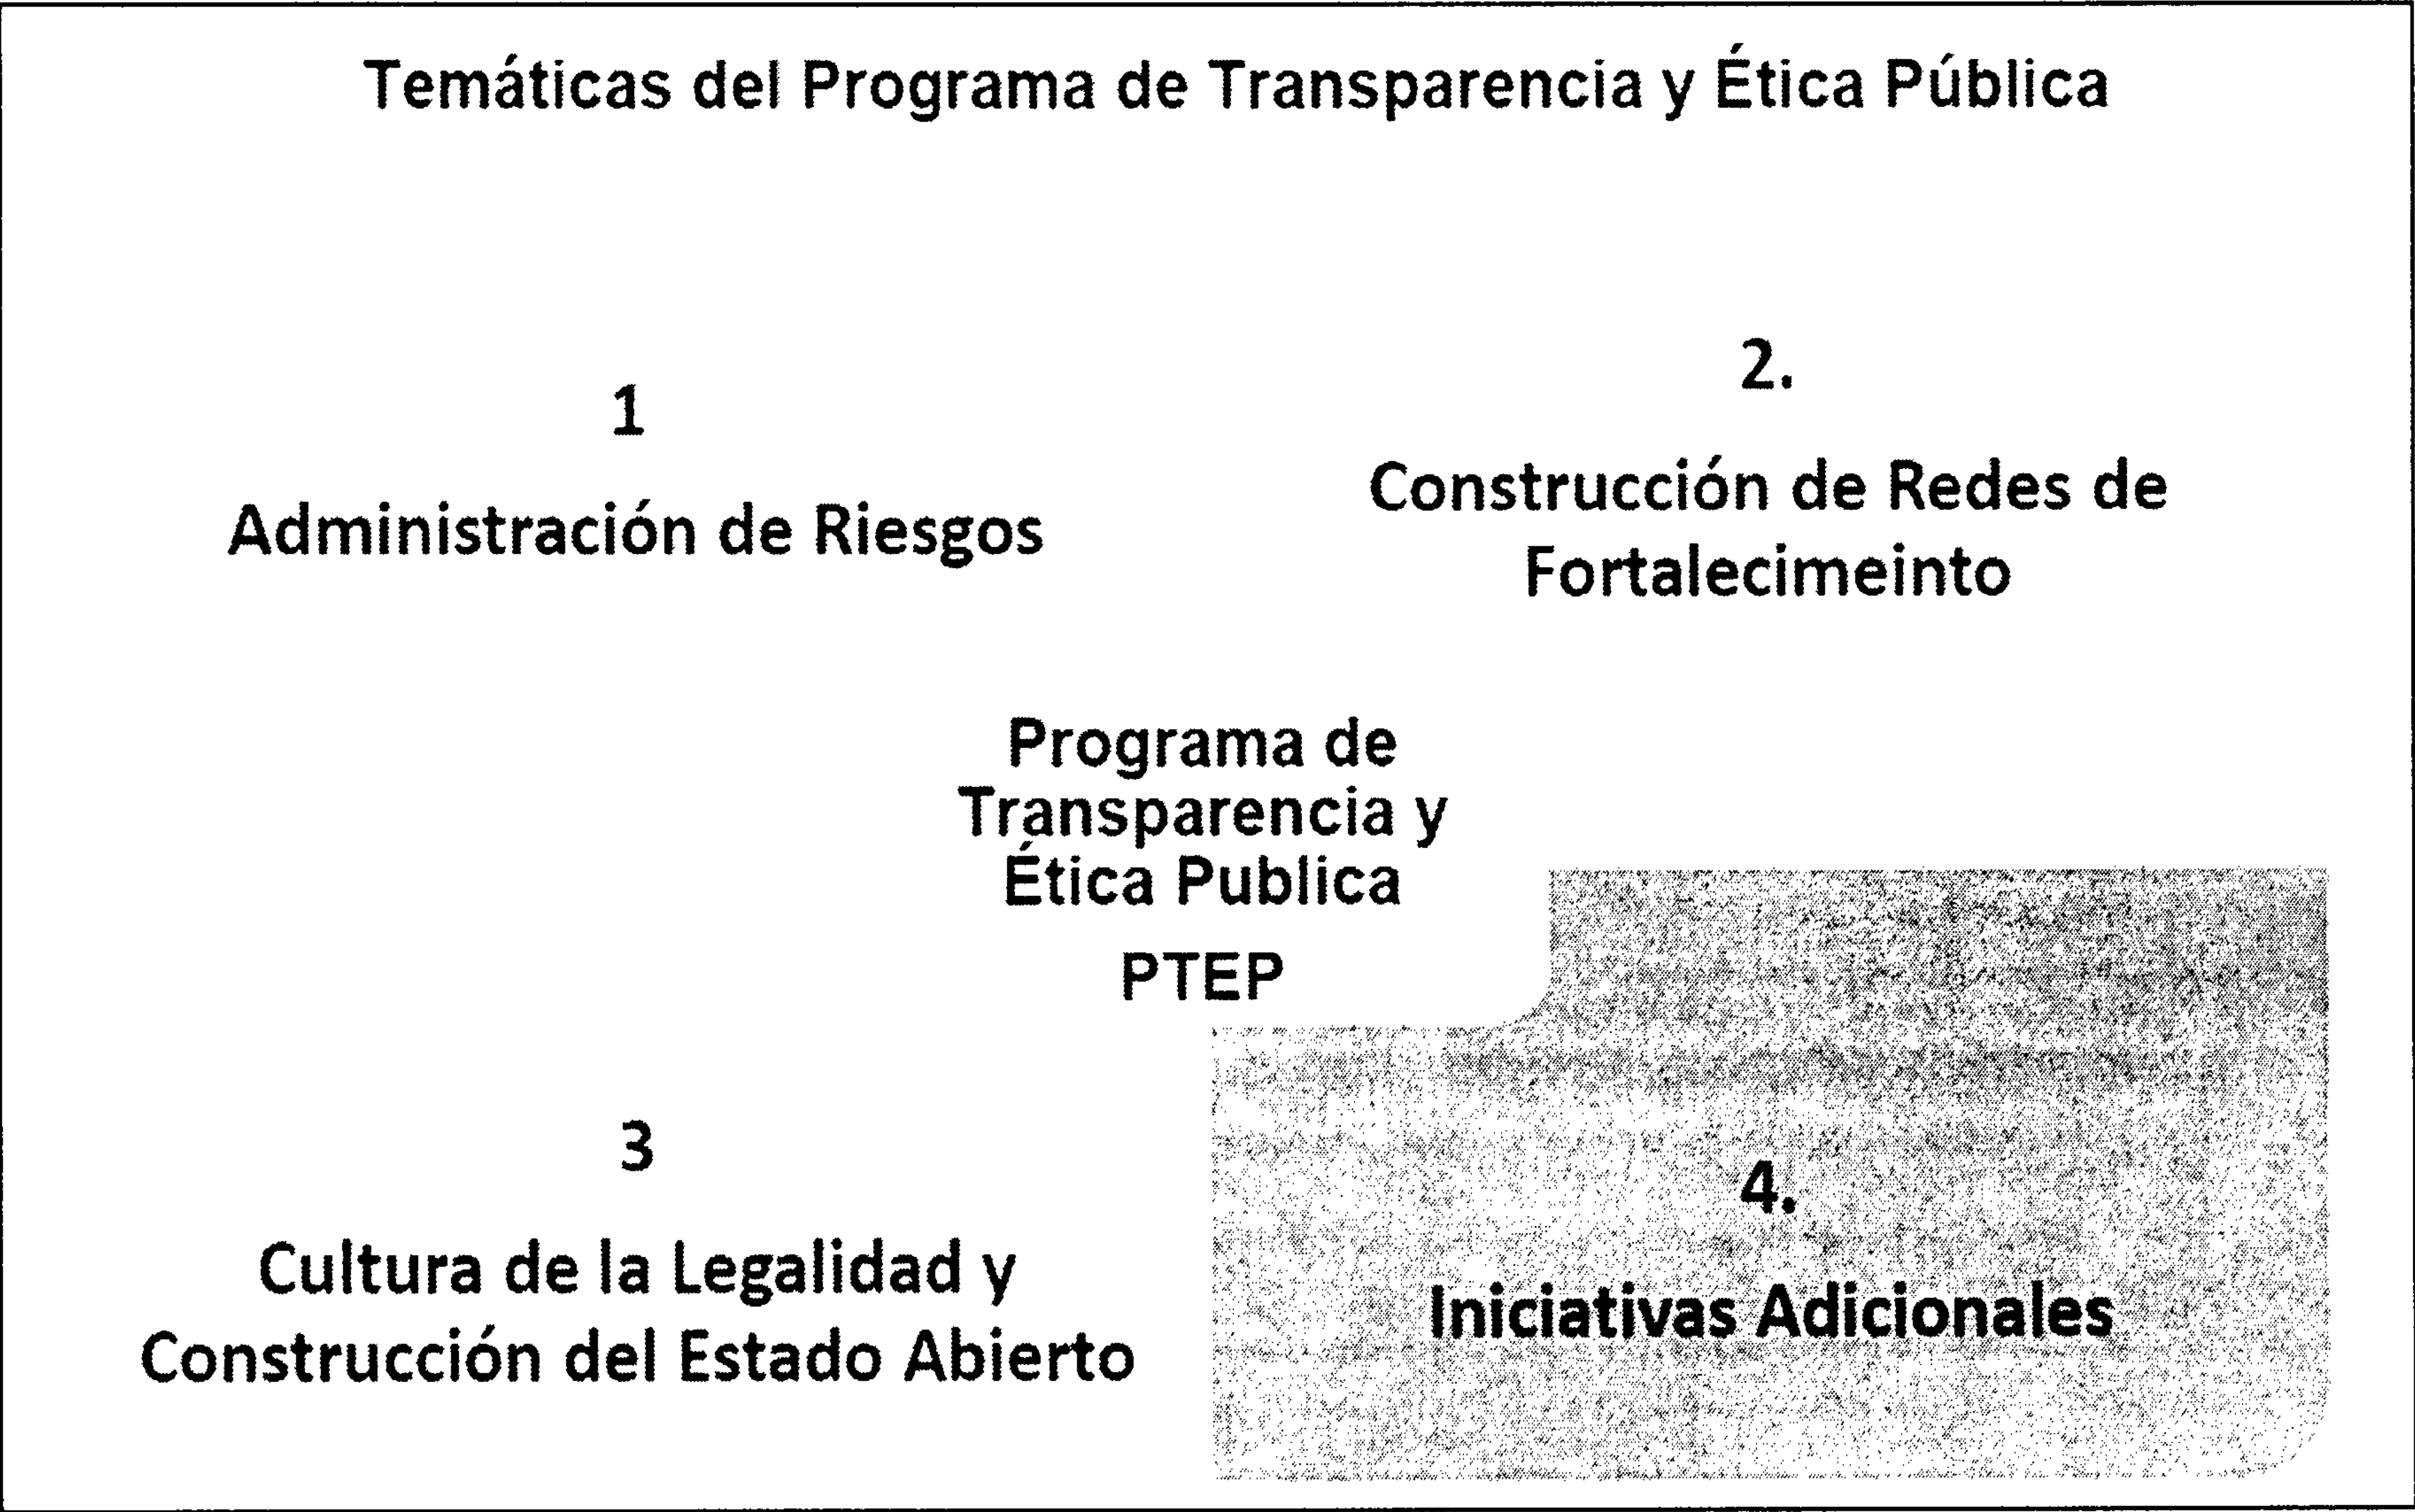 Temáticas del Programa de Transparencia y Ética Pública
1
Administración de Riesgos
2.
Construcción de Redes de
Fortalecimeinto
Programa de
Transparencia y
Ética Publica
PTEP
3
Cultura de la Legalidad y
Construcción del Estado Abierto
4.
Iniciativas Adicionales